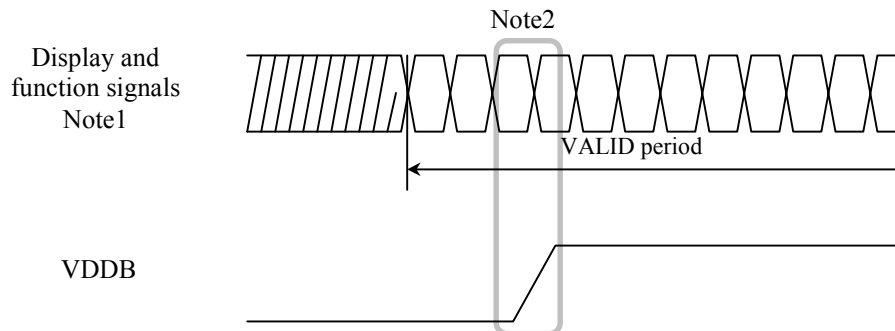 Note2
Display and
function signals
Note1
VALID period
VDDB